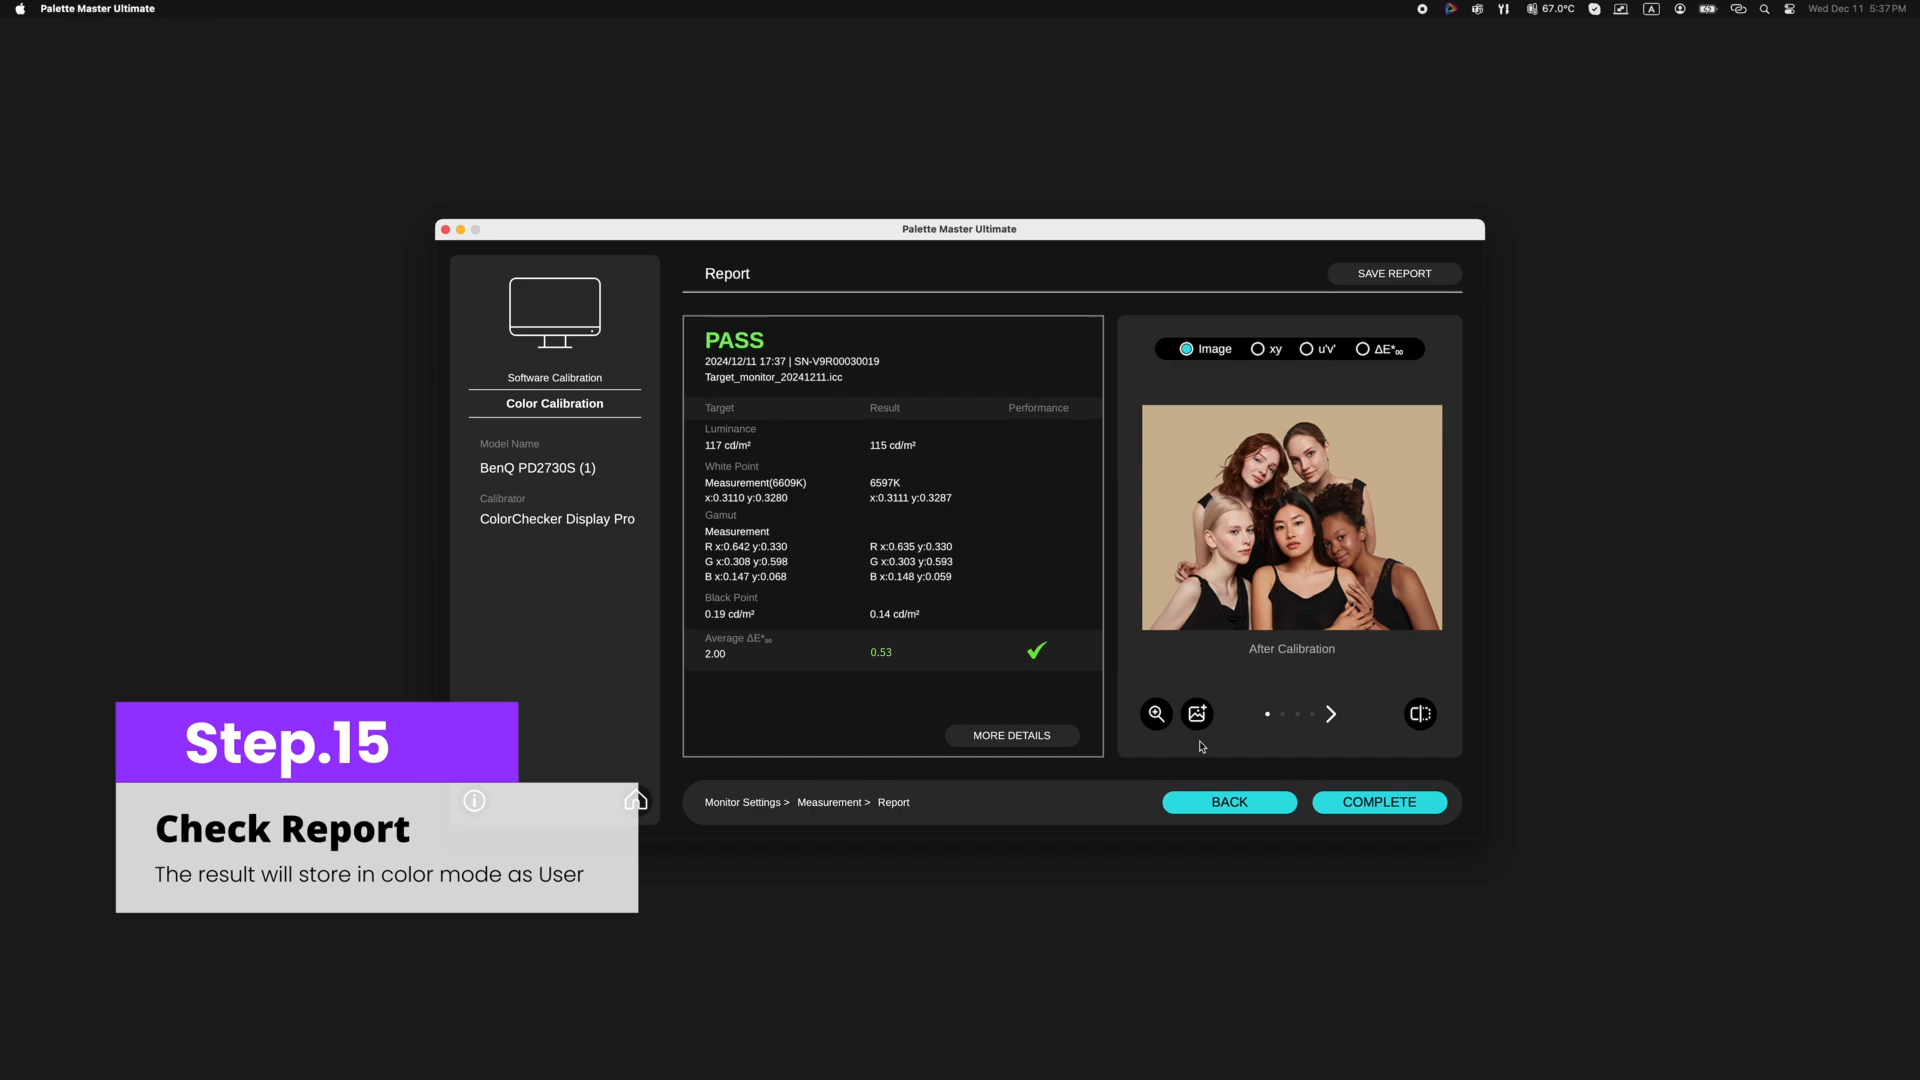 Palette Master Ultimate
67.0°C
A
Wed Dec 11 5:37 PM
Palette Master Ultimate
Software Calibration
Color Calibration
Model Name
BenQ PD2730S (1)
Calibrator
ColorChecker Display Pro
Report
SAVE REPORT
PASS
2024/12/11 17:37 | SN-V9R00030019
Target_monitor_20241211.icc
Target Result Performance
Luminance
117 cd/m² 115 cd/m²
White Point
Measurement(6609K) 6597K
x:0.3110 y:0.3280 x:0.3111 y:0.3287
Gamut
Measurement
R x:0.642 y:0.330 R x:0.635 y:0.330
G x:0.308 y:0.598 G x:0.303 y:0.593
B x:0.147 y:0.068 B x:0.148 y:0.059
Black Point
0.19 cd/m² 0.14 cd/m²
Average ΔE*₀₀
2.00 0.53
MORE DETAILS
Image xy u'v' ΔE*₀₀
After Calibration
Monitor Settings > Measurement > Report
BACK COMPLETE
Step.15
Check Report
The result will store in color mode as User